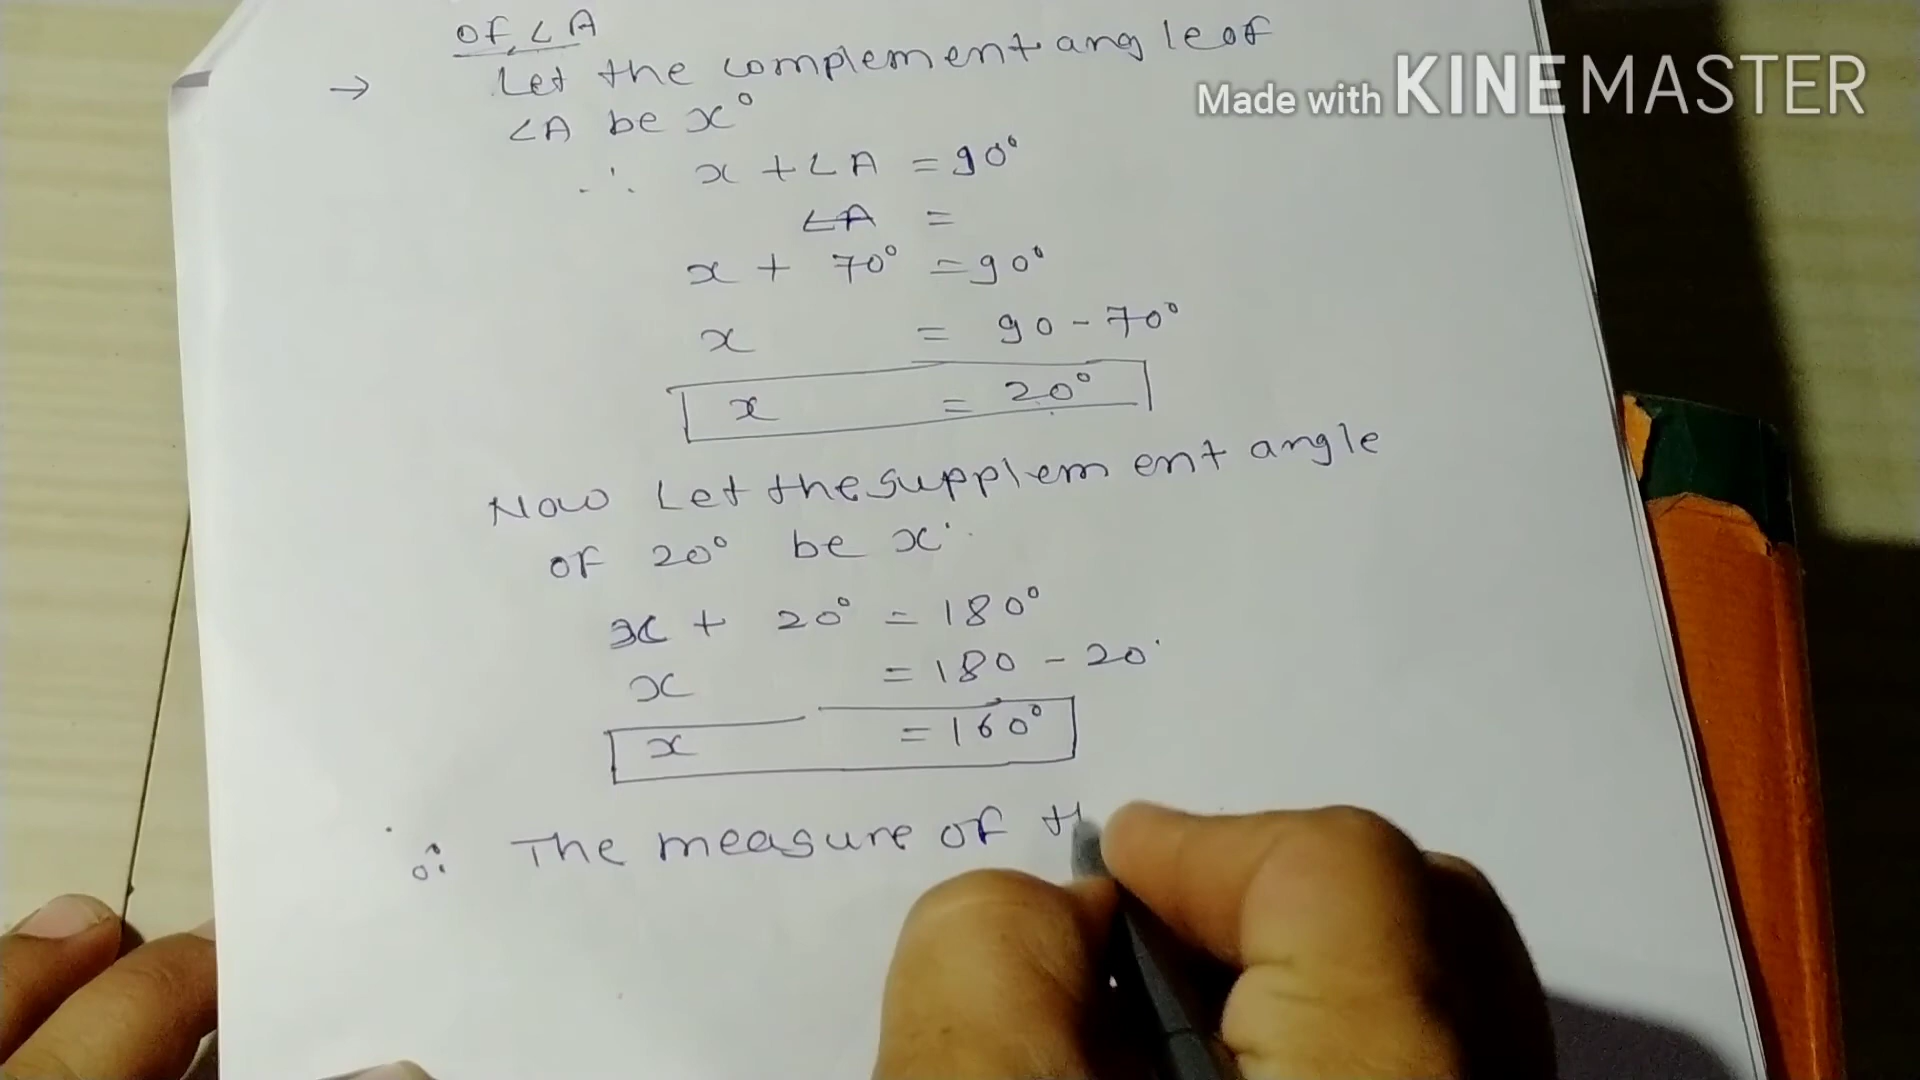 of ∠A
→ Let the complement angle of
∠A be x°
∴ x + ∠A = 90°
∠A =
x + 70° = 90°
x = 90 - 70°
x = 20°
Now Let the supplement angle
of 20° be x°
x + 20° = 180°
x = 180 - 20°
x = 160°
∴ The measure of th
Made with KINEMASTER